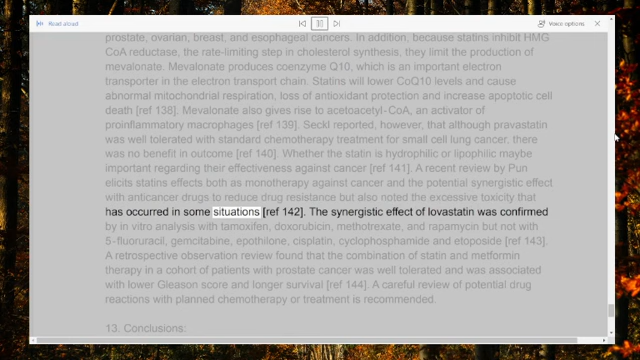 Read aloud
Voice options
prostate, ovarian, breast, and esophageal cancers. In addition, because statins inhibit HMG
CoA reductase, the rate-limiting step in cholesterol synthesis, they limit the production of
mevalonate. Mevalonate produces coenzyme Q10, which is an important electron
transporter in the electron transport chain. Statins will lower CoQ10 levels and cause
abnormal mitochondrial respiration, loss of antioxidant protection and increase apoptotic cell
death [ref 138]. Mevalonate also gives rise to acetoacetyl-CoA, an activator of
proinflammatory macrophages [ref 139]. Seckl reported, however, that although pravastatin
was well tolerated with standard chemotherapy treatment for small cell lung cancer, there
was no benefit in outcome [ref 140]. Whether the statin is hydrophilic or lipophilic maybe
important regarding their effectiveness against cancer [ref 141]. A recent review by Pun
elicits statins effects both as monotherapy against cancer and the potential synergistic effect
with anticancer drugs to reduce drug resistance but also noted the excessive toxicity that
has occurred in some situations [ref 142]. The synergistic effect of lovastatin was confirmed
by in vitro analysis with tamoxifen, doxorubicin, methotrexate, and rapamycin but not with
5-fluoruracil, gemcitabine, epothilone, cisplatin, cyclophosphamide and etoposide [ref 143].
A retrospective observation review found that the combination of statin and metformin
therapy in a cohort of patients with prostate cancer was well tolerated and was associated
with lower Gleason score and longer survival [ref 144]. A careful review of potential drug
reactions with planned chemotherapy or treatment is recommended.
13. Conclusions: